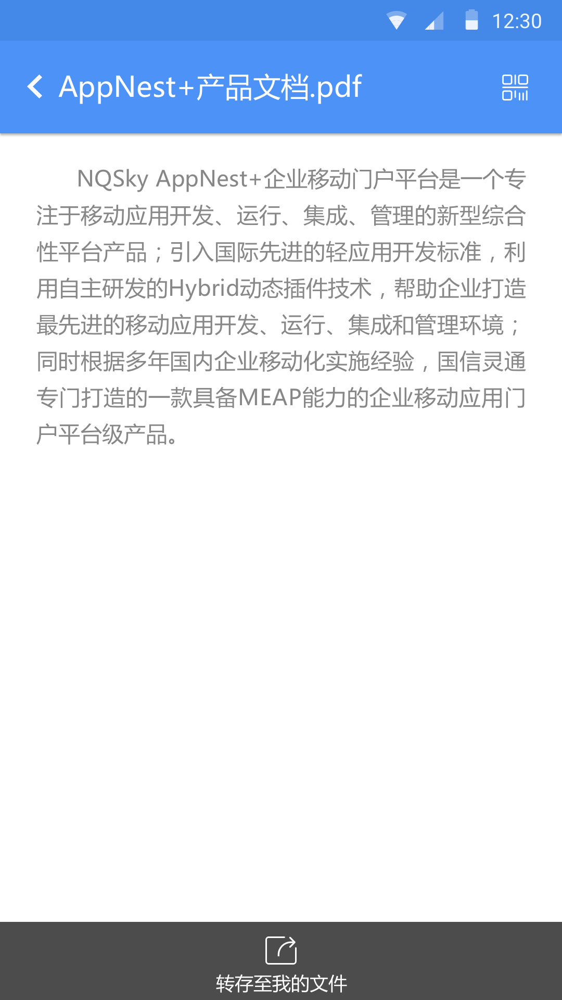 12:30
AppNest+产品文档.pdf
NQSky AppNest+企业移动门户平台是一个专
注于移动应用开发、运行、集成、管理的新型综合
性平台产品；引入国际先进的轻应用开发标准，利
用自主研发的Hybrid动态插件技术，帮助企业打造
最先进的移动应用开发、运行、集成和管理环境；
同时根据多年国内企业移动化实施经验，国信灵通
专门打造的一款具备MEAP能力的企业移动应用门
户平台级产品。
转存至我的文件